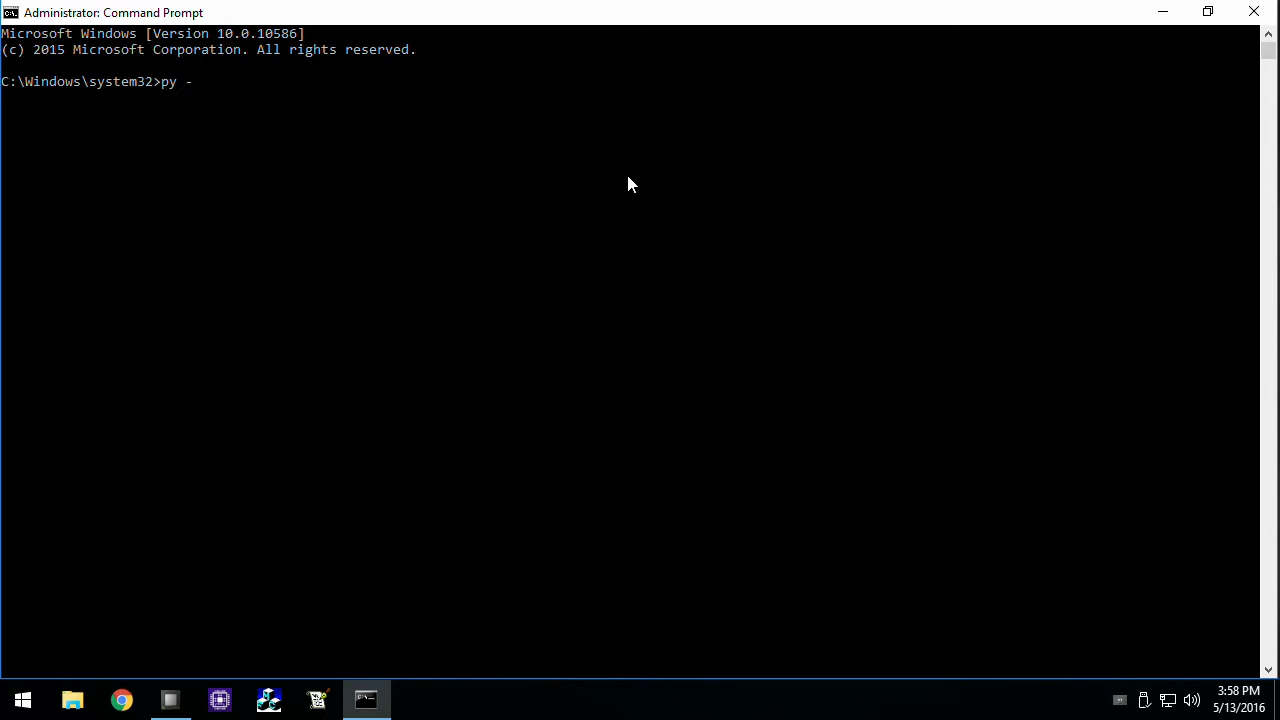 Administrator: Command Prompt
Microsoft Windows [Version 10.0.10586]
(c) 2015 Microsoft Corporation. All rights reserved.
C:\Windows\system32>py -
3:58 PM
5/13/2016